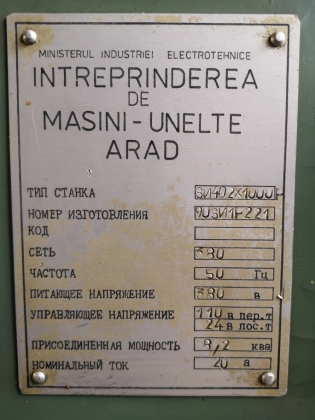 MINISTERUL INDUSTRIEI ELECTROTEHNICE
INTREPRINDEREA
DE
MASINI-UNELTE
ARAD
ТИП СТАНКА
НОМЕР ИЗГОТОВЛЕНИЯ
КОД
СЕТЬ 380
ЧАСТОТА 50 Гц
ПИТАЮЩЕЕ НАПРЯЖЕНИЕ 380 в
УПРАВЛЯЮЩЕЕ НАПРЯЖЕНИЕ 110 в пер.т
24 в пос.т
ПРИСОЕДИНЕННАЯ МОЩНОСТЬ 9,2 ква
НОМИНАЛЬНЫЙ ТОК 20 а